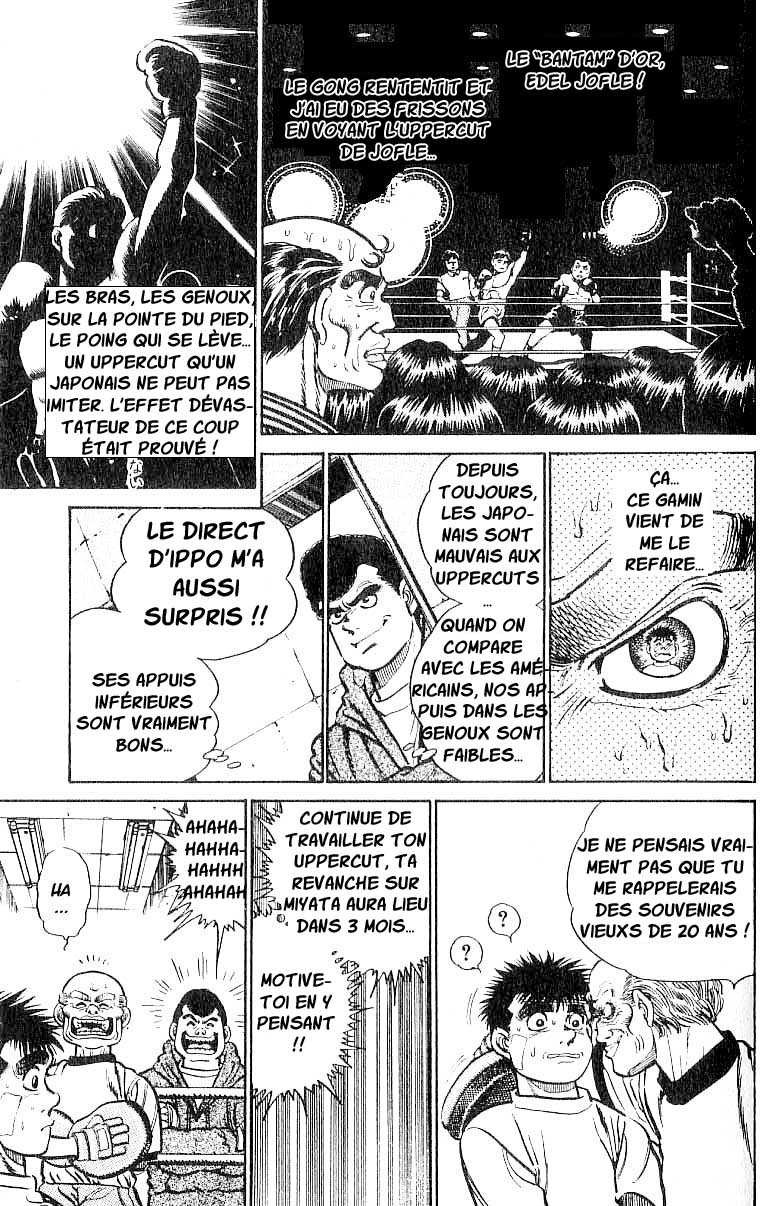 LE "BANTAM" D'OR,
EDEL JOFLE !
LE GONG RENTENTIT ET
J'AI EU DES FRISSONS
EN VOYANT L'UPPERCUT
DE JOFLE...
LES BRAS, LES GENOUX,
SUR LA POINTE DU PIED,
LE POING QUI SE LÈVE...
UN UPPERCUT QU'UN
JAPONAIS NE PEUT PAS
IMITER. L'EFFET DÉVAS-
TATEUR DE CE COUP
ÉTAIT PROUVÉ !
ÇA...
CE GAMIN
VIENT DE
ME LE
REFAIRE...
DEPUIS
TOUJOURS,
LES JAPO-
NAIS SONT
MAUVAIS AUX
UPPERCUTS
...
QUAND ON
COMPARE
AVEC LES AMÉ-
RICAINS, NOS AP-
PUIS DANS LES
GENOUX SONT
FAIBLES...
LE DIRECT
D'IPPO M'A
AUSSI
SURPRIS !!
SES APPUIS
INFÉRIEURS
SONT VRAIMENT
BONS...
JE NE PENSAIS VRAI-
MENT PAS QUE TU
ME RAPPELERAIS
DES SOUVENIRS
VIEUXS DE 20 ANS !
?
?
CONTINUE DE
TRAVAILLER TON
UPPERCUT, TA
REVANCHE SUR
MIYATA AURA LIEU
DANS 3 MOIS...
MOTIVE-
TOI EN Y
PENSANT
!!
AHAHA-
HAHHA-
HAHHH
AHAHAH
HA
...
M